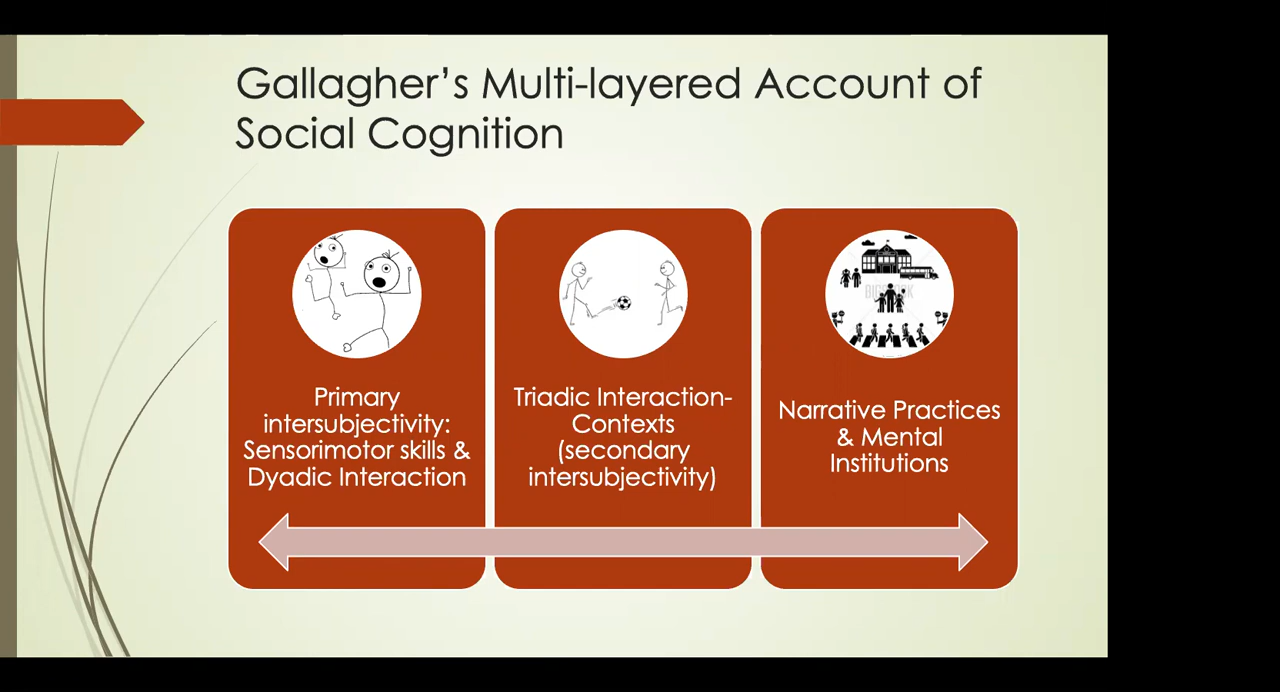 Gallagher’s Multi-layered Account of
Social Cognition
Primary
intersubjectivity:
Sensorimotor skills &
Dyadic Interaction
Triadic Interaction-
Contexts
(secondary
intersubjectivity)
Narrative Practices
& Mental
Institutions